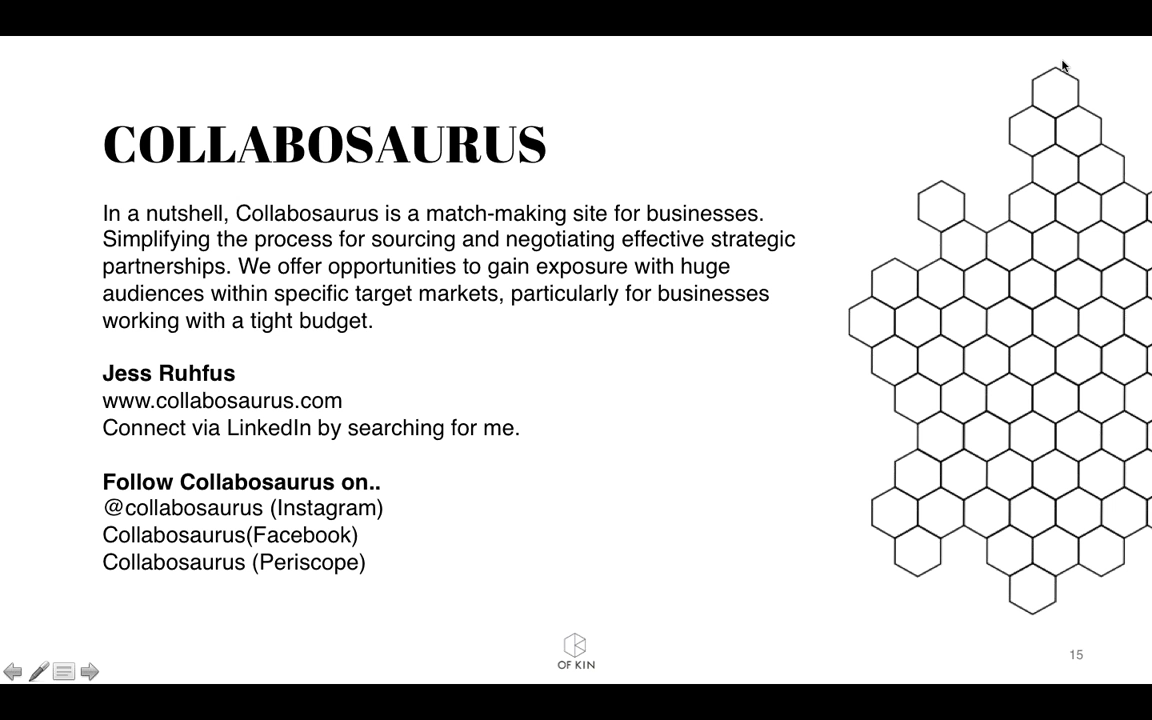 COLLABOSAURUS
In a nutshell, Collabosaurus is a match-making site for businesses.
Simplifying the process for sourcing and negotiating effective strategic
partnerships. We offer opportunities to gain exposure with huge
audiences within specific target markets, particularly for businesses
working with a tight budget.
Jess Ruhfus
www.collabosaurus.com
Connect via LinkedIn by searching for me.
Follow Collabosaurus on..
@collabosaurus (Instagram)
Collabosaurus(Facebook)
Collabosaurus (Periscope)
OF KIN
15